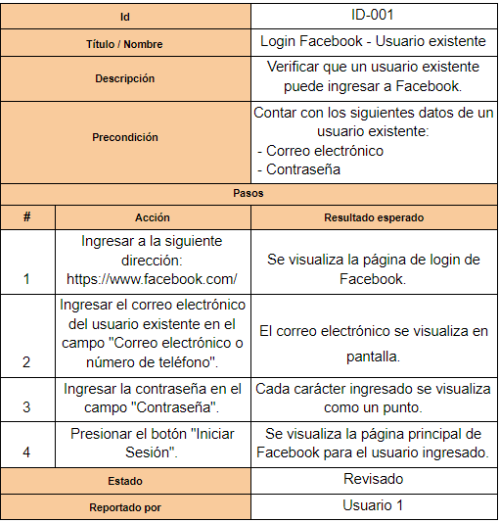 Id
ID-001
Título / Nombre
Login Facebook - Usuario existente
Descripción
Verificar que un usuario existente
puede ingresar a Facebook.
Precondición
Contar con los siguientes datos de un
usuario existente:
- Correo electrónico
- Contraseña
Pasos
#
Acción
Resultado esperado
1
Ingresar a la siguiente
dirección:
https://www.facebook.com/
Se visualiza la página de login de
Facebook.
2
Ingresar el correo electrónico
del usuario existente en el
campo "Correo electrónico o
número de teléfono".
El correo electrónico se visualiza en
pantalla.
3
Ingresar la contraseña en el
campo "Contraseña".
Cada carácter ingresado se visualiza
como un punto.
4
Presionar el botón "Iniciar
Sesión".
Se visualiza la página principal de
Facebook para el usuario ingresado.
Estado
Revisado
Reportado por
Usuario 1